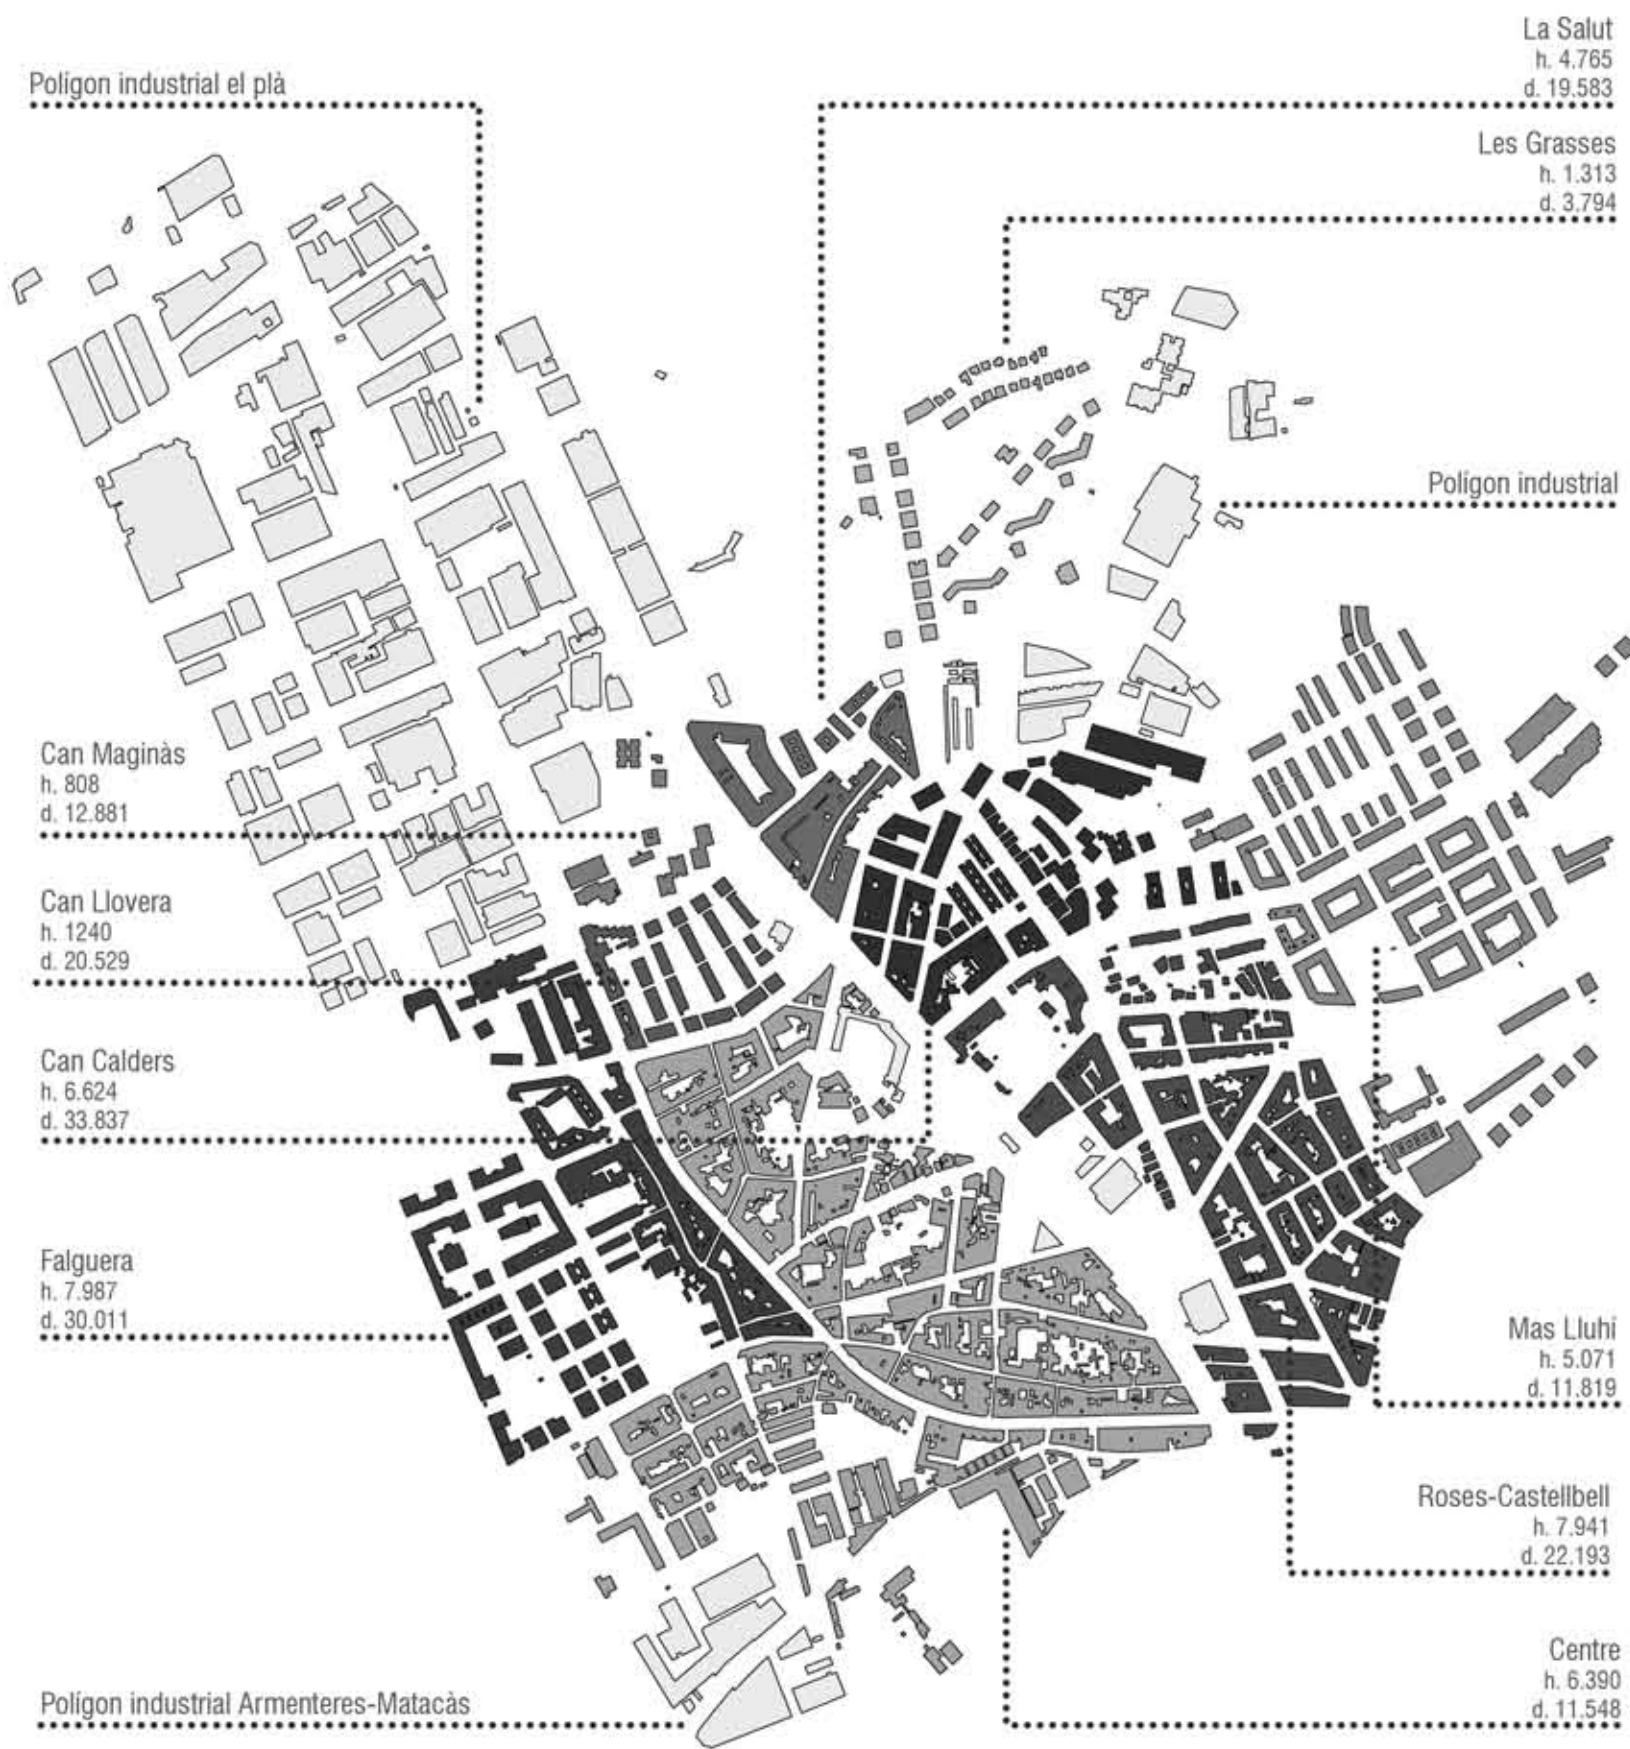 La Salut
h. 4.765
d. 19.583
Polígon industrial el plà
Les Grasses
h. 1.313
d. 3.794
Polígon industrial
Can Maginàs
h. 808
d. 12.881
Can Llovera
h. 1240
d. 20.529
Can Calders
h. 6.624
d. 33.837
Falguera
h. 7.987
d. 30.011
Mas Lluhí
h. 5.071
d. 11.819
Roses-Castellbell
h. 7.941
d. 22.193
Centre
h. 6.390
d. 11.548
Polígon industrial Armenteres-Matacàs